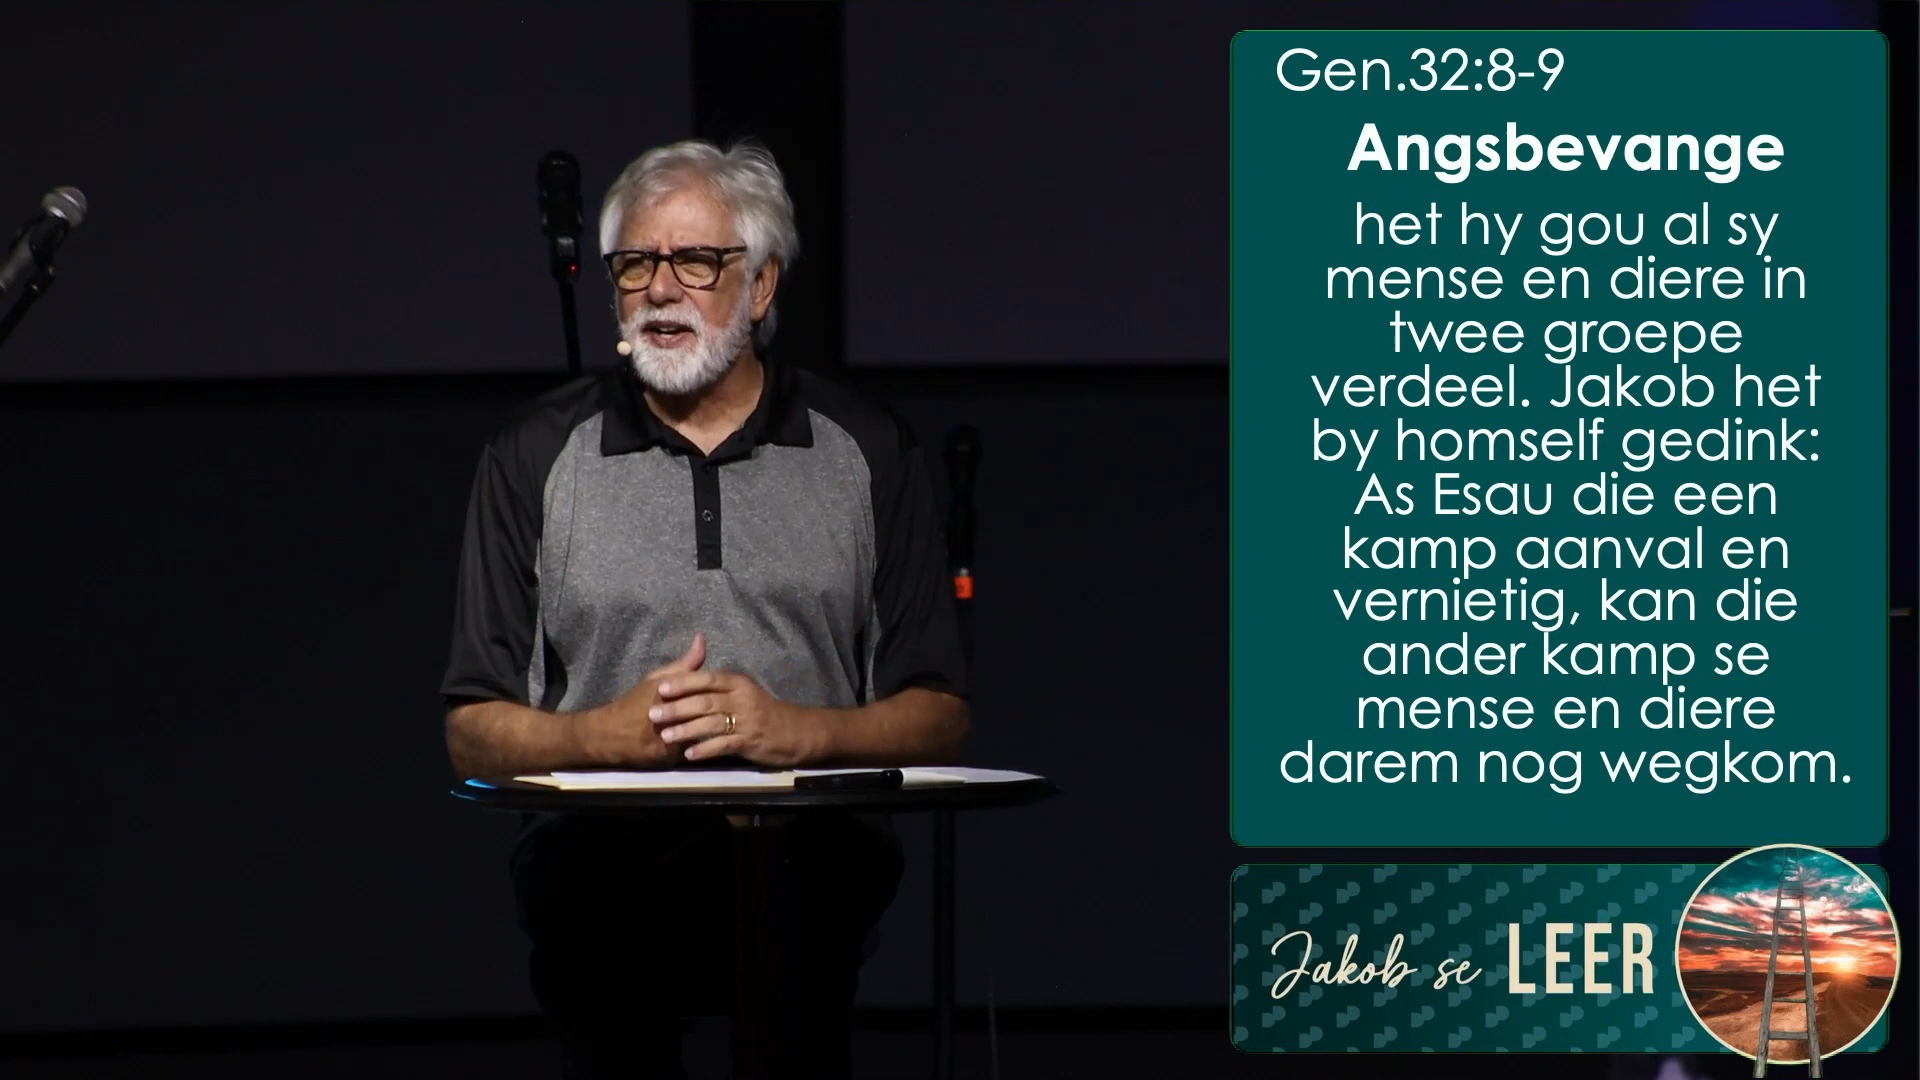 Gen.32:8-9
Angsbevange
het hy gou al sy
mense en diere in
twee groepe
verdeel. Jakob het
by homself gedink:
As Esau die een
kamp aanval en
vernietig, kan die
ander kamp se
mense en diere
darem nog wegkom.
Jakob se LEER